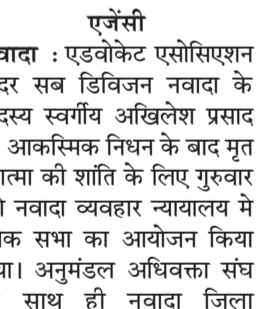 एजेंसी
वादा : एडवोकेट एसोसिएशन
दर सब डिविजन नवादा के
दस्य स्वर्गीय अखिलेश प्रसाद
आकस्मिक निधन के बाद मृत
ात्मा की शांति के लिए गुरुवार
नवादा व्यवहार न्यायालय मे
क सभा का आयोजन किया
या। अनुमंडल अधिवक्ता संघ
साथ ही नवादा जिला